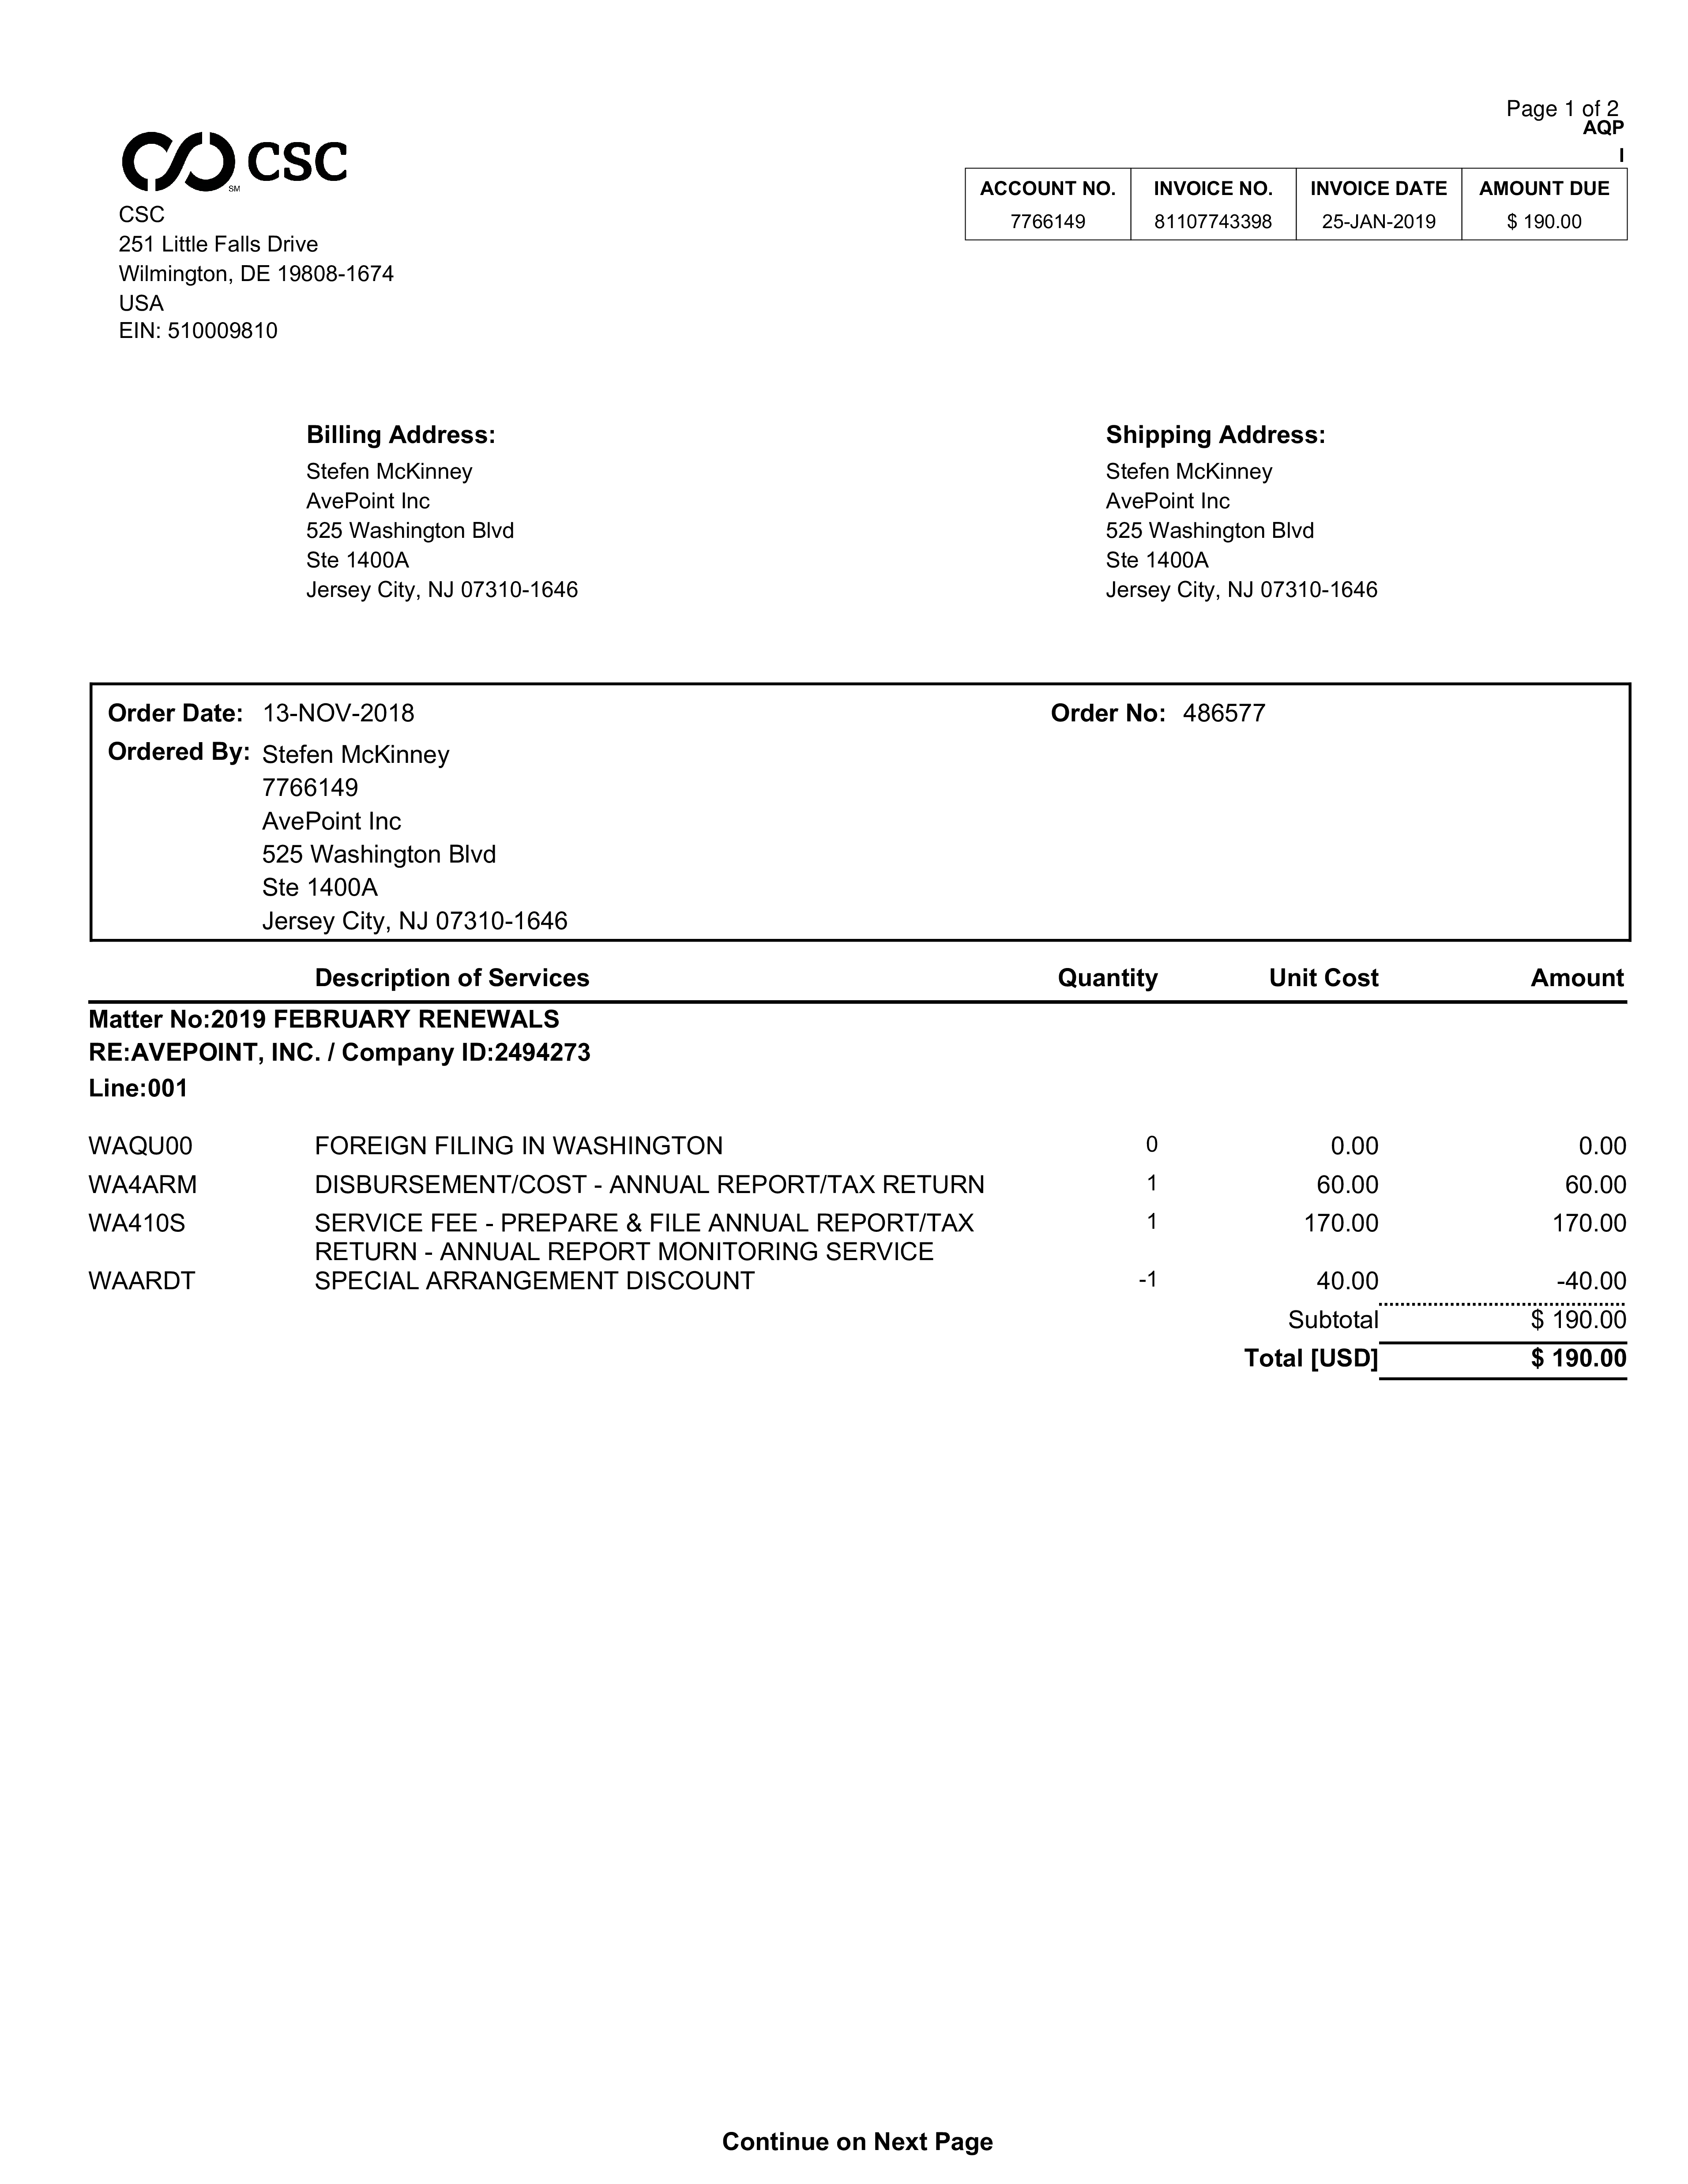 Page 1 of 2
AQP
I
CSC
SM
ACCOUNT NO. INVOICE NO. INVOICE DATE AMOUNT DUE
7766149 81107743398 25-JAN-2019 $ 190.00
CSC
251 Little Falls Drive
Wilmington, DE 19808-1674
USA
EIN: 510009810
Billing Address:
Stefen McKinney
AvePoint Inc
525 Washington Blvd
Ste 1400A
Jersey City, NJ 07310-1646
Shipping Address:
Stefen McKinney
AvePoint Inc
525 Washington Blvd
Ste 1400A
Jersey City, NJ 07310-1646
Order Date: 13-NOV-2018 Order No: 486577
Ordered By: Stefen McKinney
7766149
AvePoint Inc
525 Washington Blvd
Ste 1400A
Jersey City, NJ 07310-1646
Description of Services Quantity Unit Cost Amount
Matter No:2019 FEBRUARY RENEWALS
RE:AVEPOINT, INC. / Company ID:2494273
Line:001
WAQU00 FOREIGN FILING IN WASHINGTON 0 0.00 0.00
WA4ARM DISBURSEMENT/COST - ANNUAL REPORT/TAX RETURN 1 60.00 60.00
WA410S SERVICE FEE - PREPARE & FILE ANNUAL REPORT/TAX 1 170.00 170.00
RETURN - ANNUAL REPORT MONITORING SERVICE
WAARDT SPECIAL ARRANGEMENT DISCOUNT -1 40.00 -40.00
Subtotal $ 190.00
Total [USD] $ 190.00
Continue on Next Page